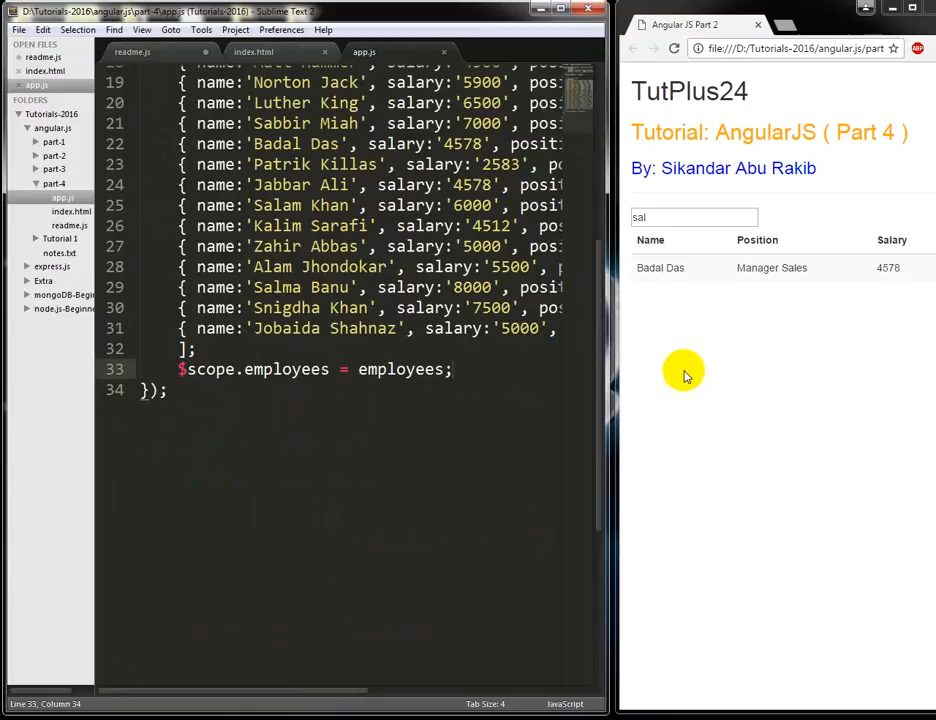 D:\Tutorials-2016\angular.js\part-4\app.js (Tutorials-2016) - Sublime Text 2
File Edit Selection Find View Goto Tools Project Preferences Help
OPEN FILES
readme.js
index.html
app.js
FOLDERS
Tutorials-2016
angular.js
part-1
part-2
part-3
part-4
app.js
index.html
readme.js
Tutorial 1
notes.txt
express.js
Extra
mongoDB-Begin
node.js-Beginne
readme.js index.html app.js
19 { name:'Norton Jack', salary:'5900', pos
20 { name:'Luther King', salary:'6500', pos
21 { name:'Sabbir Miah', salary:'7000', pos
22 { name:'Badal Das', salary:'4578', positi
23 { name:'Patrik Killas', salary:'2583', po
24 { name:'Jabbar Ali', salary:'4578', posit
25 { name:'Salam Khan', salary:'6000', posit
26 { name:'Kalim Sarafi', salary:'4512', pos
27 { name:'Zahir Abbas', salary:'5000', posi
28 { name:'Alam Jhondokar', salary:'5500', p
29 { name:'Salma Banu', salary:'8000', posit
30 { name:'Snigdha Khan', salary:'7500', pos
31 { name:'Jobaida Shahnaz', salary:'5000',
32 ];
33 $scope.employees = employees;
34 });
Line 33, Column 34 Tab Size: 4 JavaScript
Angular JS Part 2
file:///D:/Tutorials-2016/angular.js/part
ABP
TutPlus24
Tutorial: AngularJS ( Part 4 )
By: Sikandar Abu Rakib
sal
Name Position Salary
Badal Das Manager Sales 4578